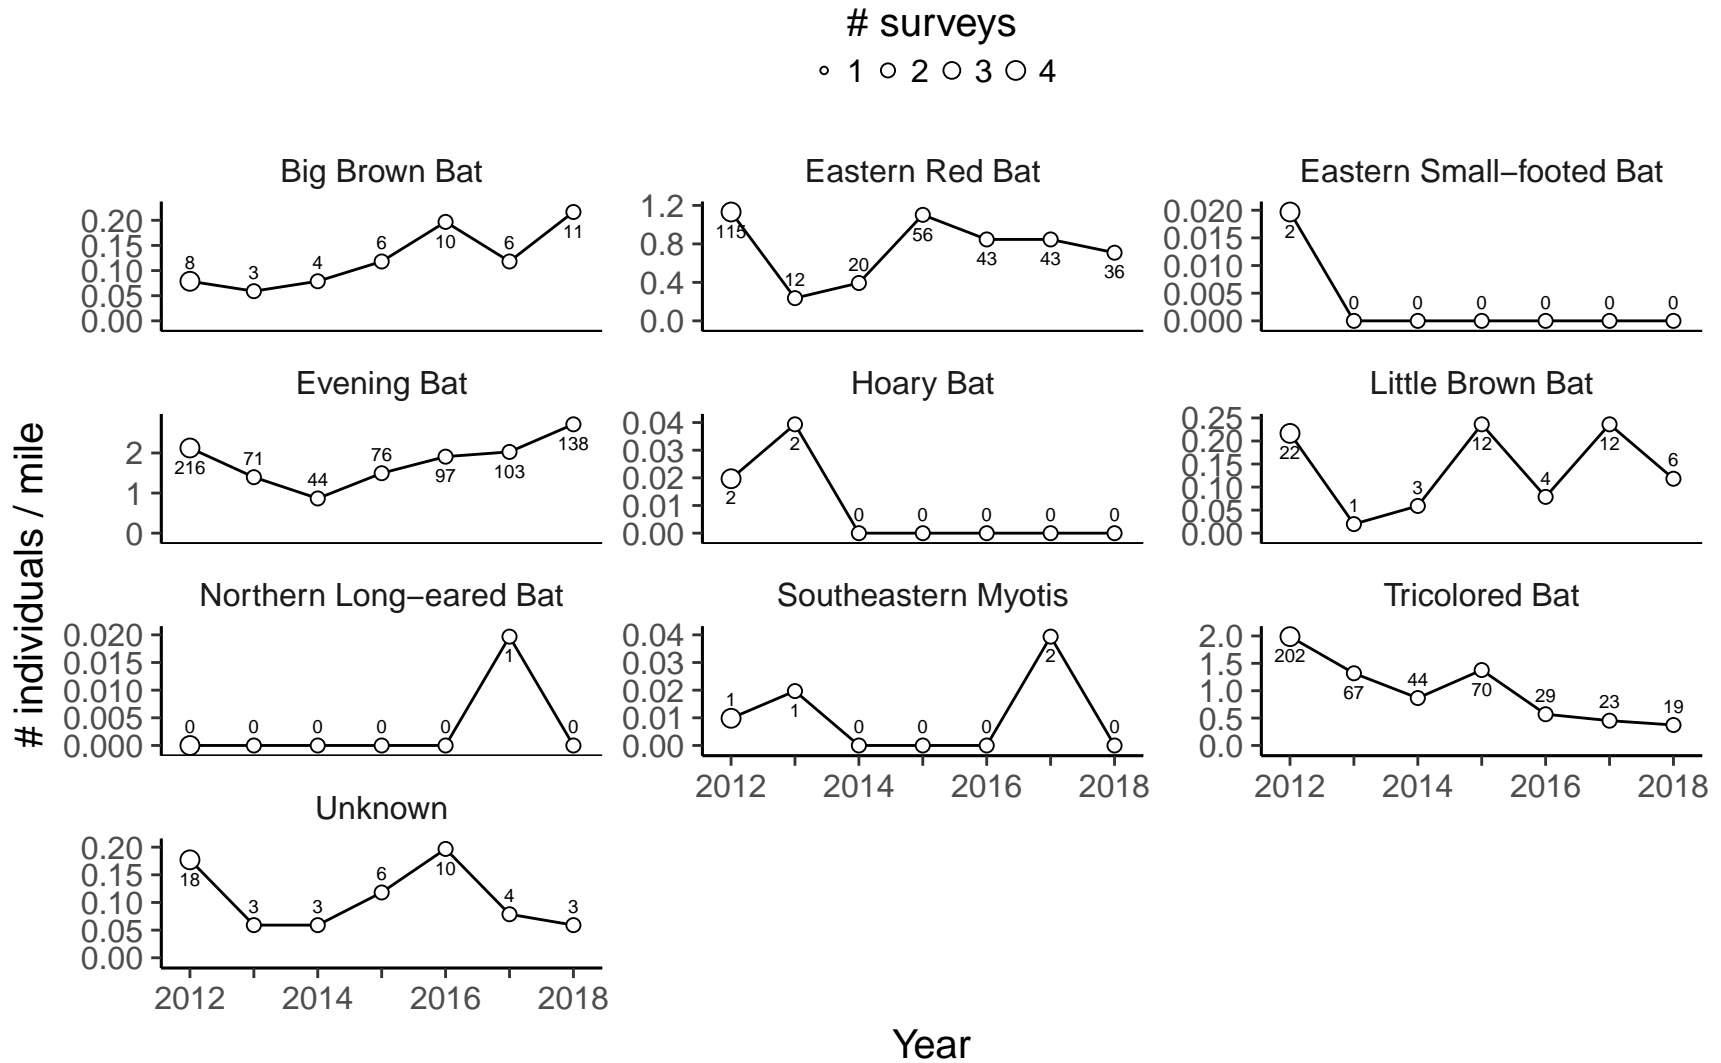 # surveys
1 2 3 4
Big Brown Bat
0.20
0.15
0.10
0.05
0.00
8 3 4 6 10 6 11
Eastern Red Bat
1.2
0.8
0.4
0.0
115 12 20 56 43 43 36
Eastern Small–footed Bat
0.020
0.015
0.010
0.005
0.000
2 0 0 0 0 0 0
Evening Bat
2
1
0
216 71 44 76 97 103 138
Hoary Bat
0.04
0.03
0.02
0.01
0.00
2 2 0 0 0 0 0
Little Brown Bat
0.25
0.20
0.15
0.10
0.05
0.00
22 1 3 12 4 12 6
Northern Long–eared Bat
0.020
0.015
0.010
0.005
0.000
0 0 0 0 0 1 0
Southeastern Myotis
0.04
0.03
0.02
0.01
0.00
1 1 0 0 0 2 0
2012 2014 2016 2018
Tricolored Bat
2.0
1.5
1.0
0.5
0.0
202 67 44 70 29 23 19
2012 2014 2016 2018
Unknown
0.20
0.15
0.10
0.05
0.00
18 3 3 6 10 4 3
2012 2014 2016 2018
# individuals / mile
Year